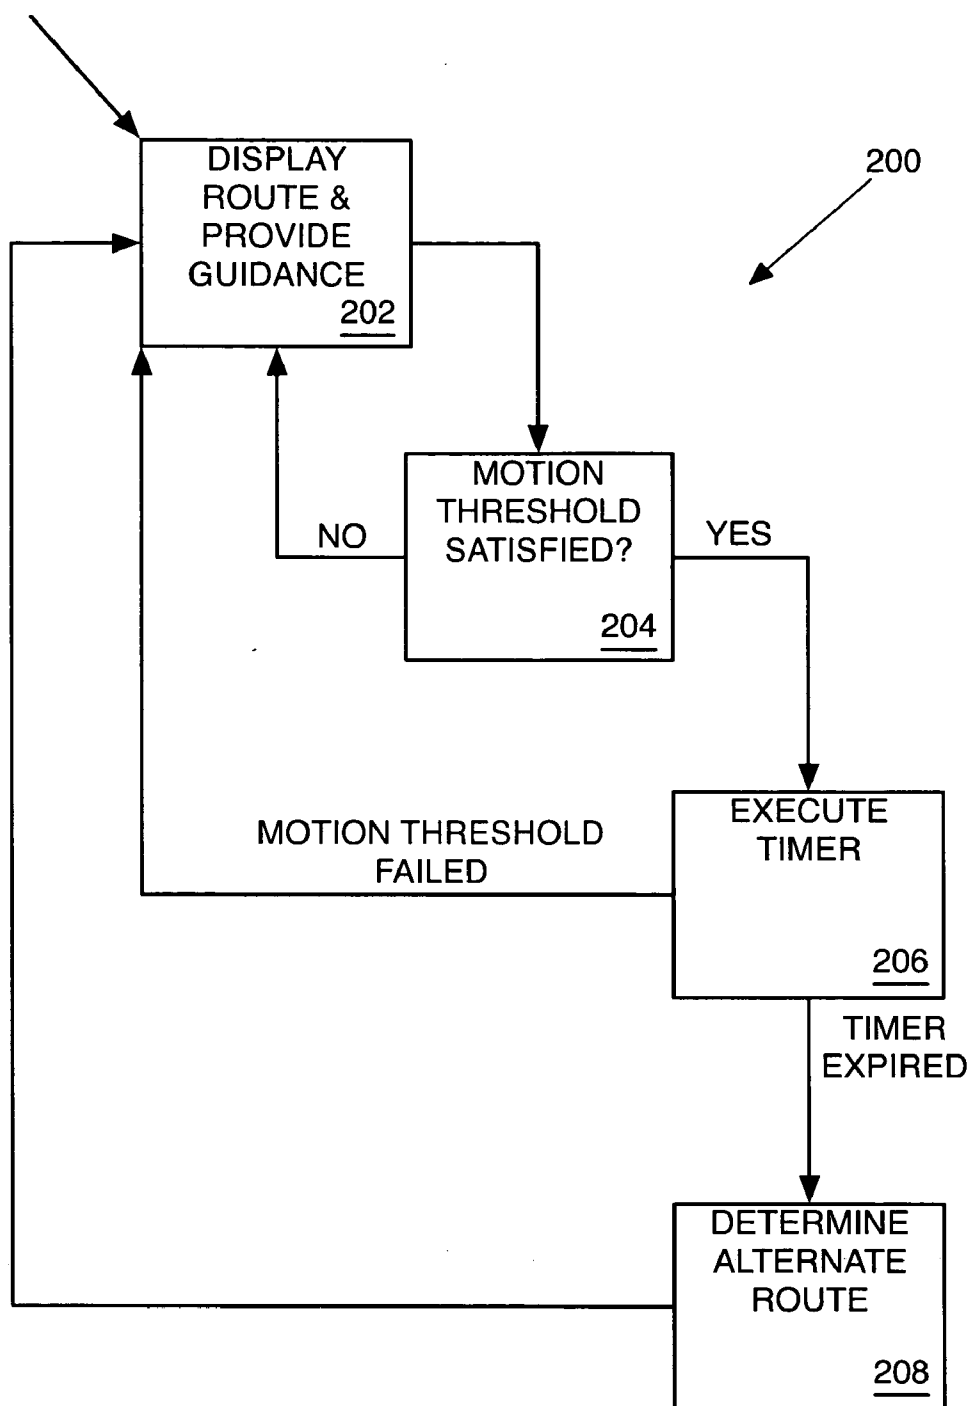 200
DISPLAY
ROUTE &
PROVIDE
GUIDANCE
202
MOTION
THRESHOLD
SATISFIED?
204
NO
YES
EXECUTE
TIMER
206
MOTION THRESHOLD
FAILED
TIMER
EXPIRED
DETERMINE
ALTERNATE
ROUTE
208